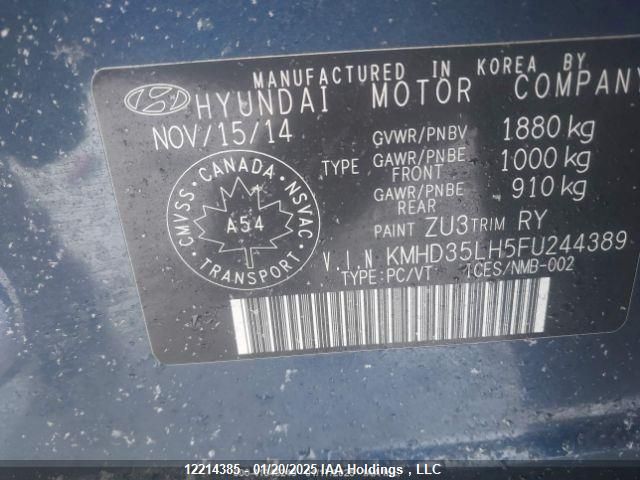 MANUFACTURED IN KOREA BY
HYUNDAI MOTOR COMPANY
NOV/15/14
GVWR/PNBV 1880 kg
TYPE GAWR/PNBE FRONT 1000 kg
GAWR/PNBE REAR 910 kg
PAINT ZU3 TRIM RY
CANADA
CMVSS NSVAC
A54
TRANSPORT
V.I.N KMHD35LH5FU244389
TYPE:PC/VT ICES/NMB-002
12214385 - 01/20/2025 IAA Holdings , LLC